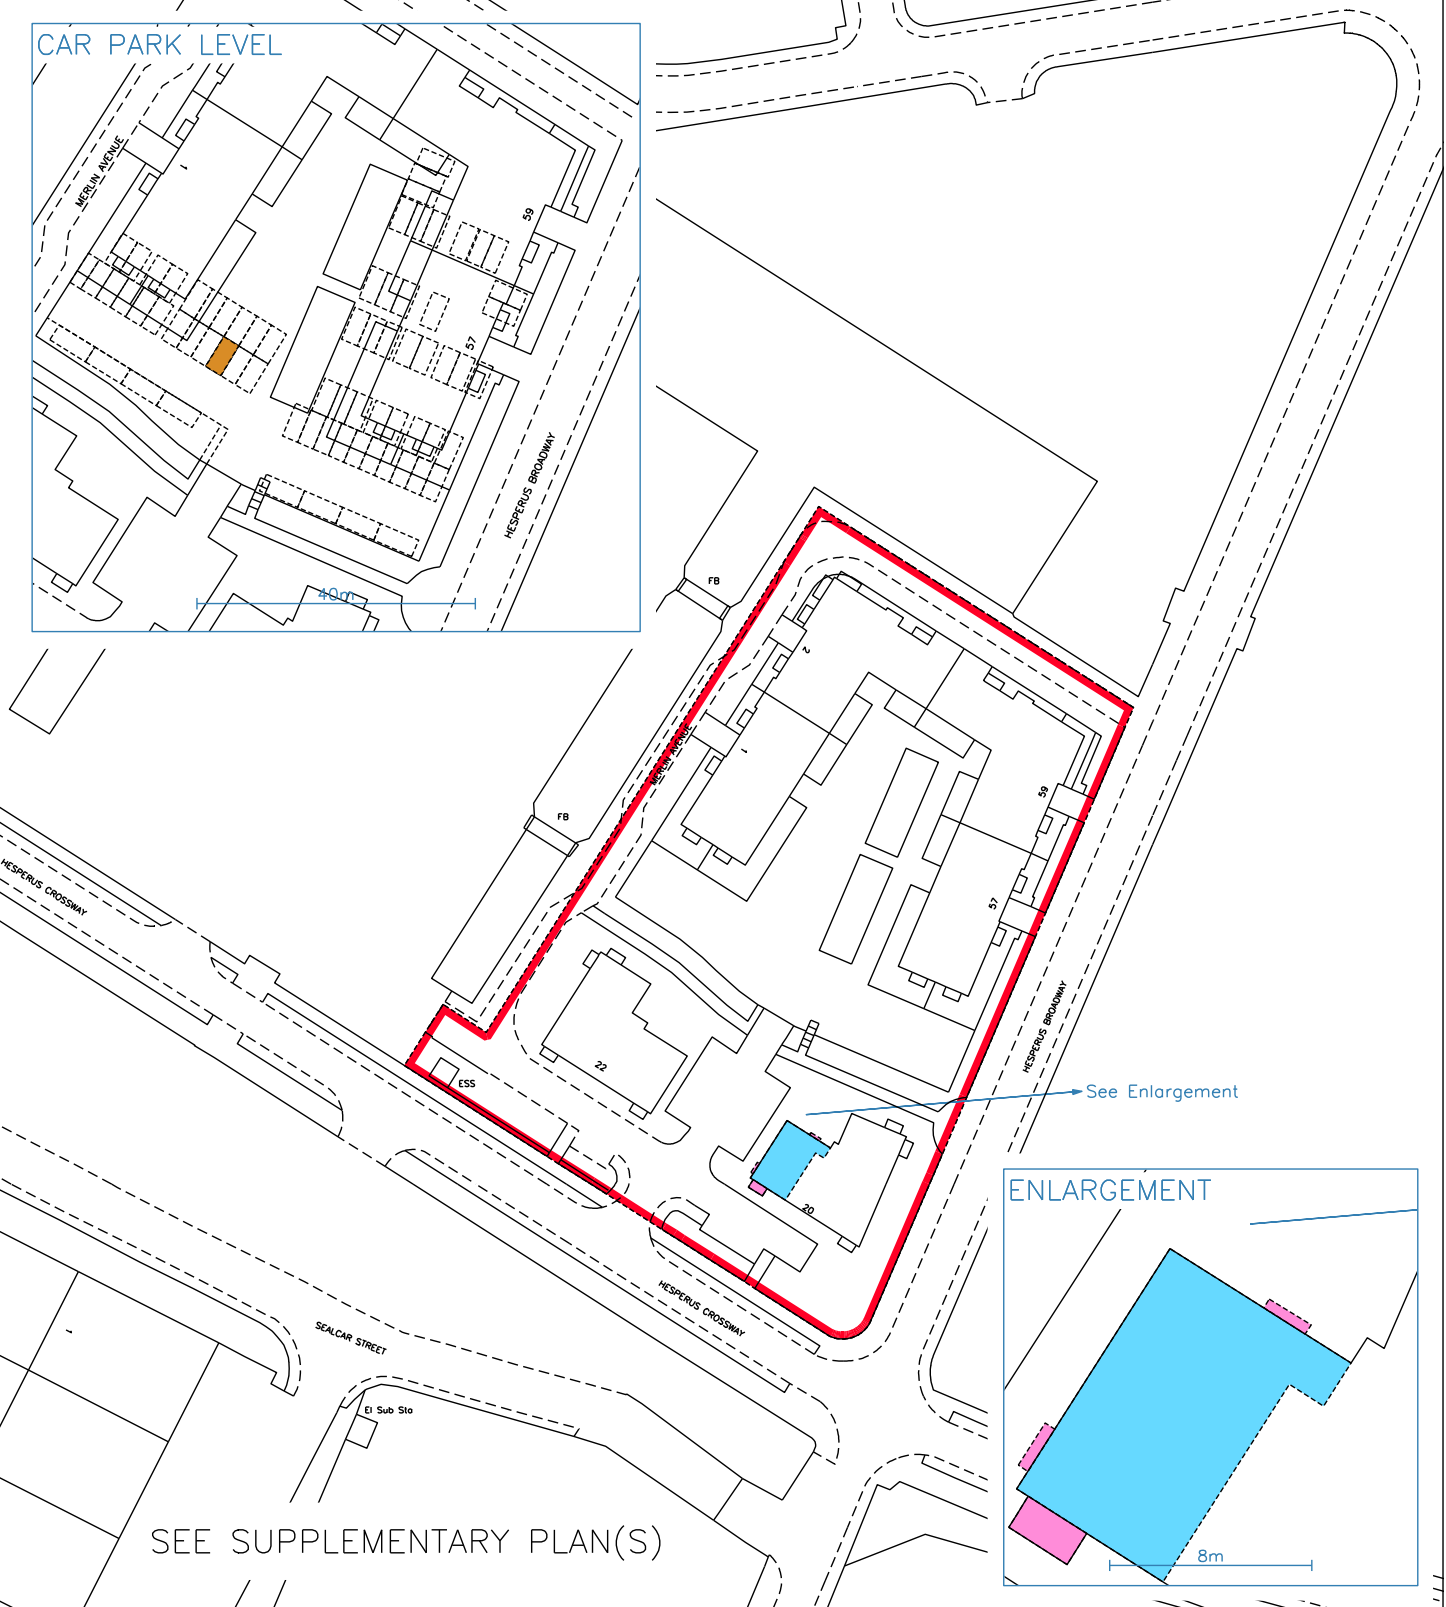 CAR PARK LEVEL
MERLIN AVENUE
1
59
57
HESPERUS BROADWAY
40m
FB
2
MERLIN AVENUE
1
59
FB
57
HESPERUS CROSSWAY
HESPERUS BROADWAY
22
ESS
See Enlargement
20
ENLARGEMENT
HESPERUS CROSSWAY
SEALCAR STREET
1
El Sub Sta
SEE SUPPLEMENTARY PLAN(S)
8m